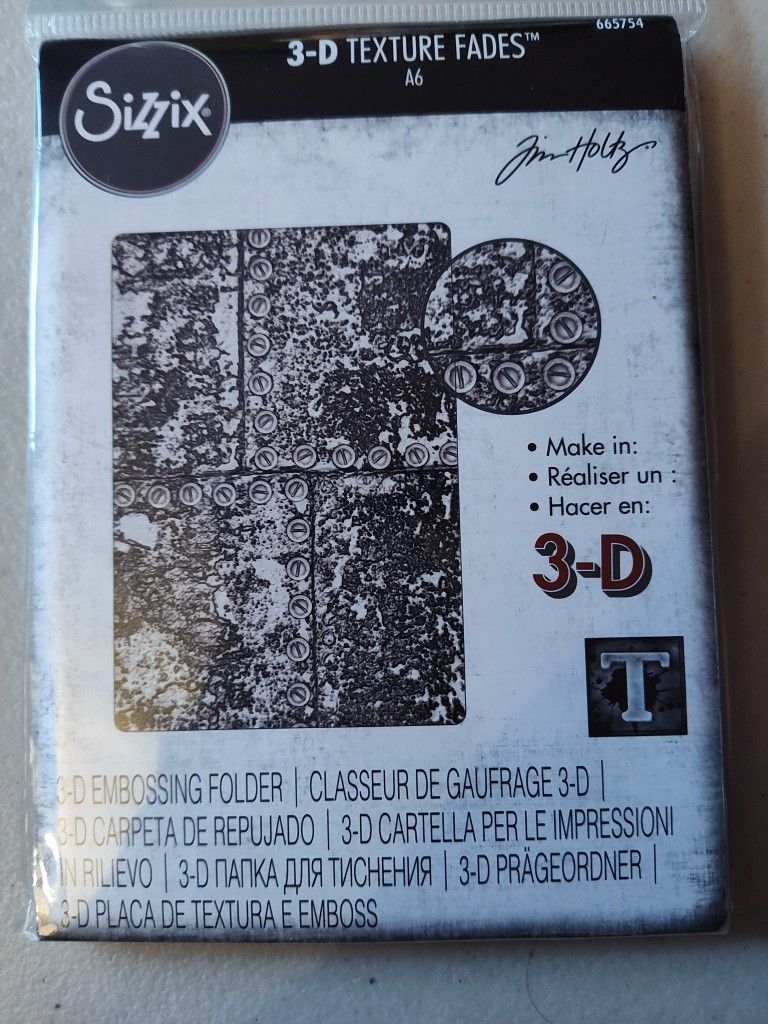 665754
3-D TEXTURE FADES™
A6
Sizzix®
Tim Holtz
• Make in:
• Réaliser un :
• Hacer en:
3-D
T
3-D EMBOSSING FOLDER | CLASSEUR DE GAUFRAGE 3-D |
3-D CARPETA DE REPUJADO | 3-D CARTELLA PER LE IMPRESSIONI
IN RILIEVO | 3-D ПАПКА ДЛЯ ТИСНЕНИЯ | 3-D PRÄGEORDNER |
3-D PLACA DE TEXTURA E EMBOSS